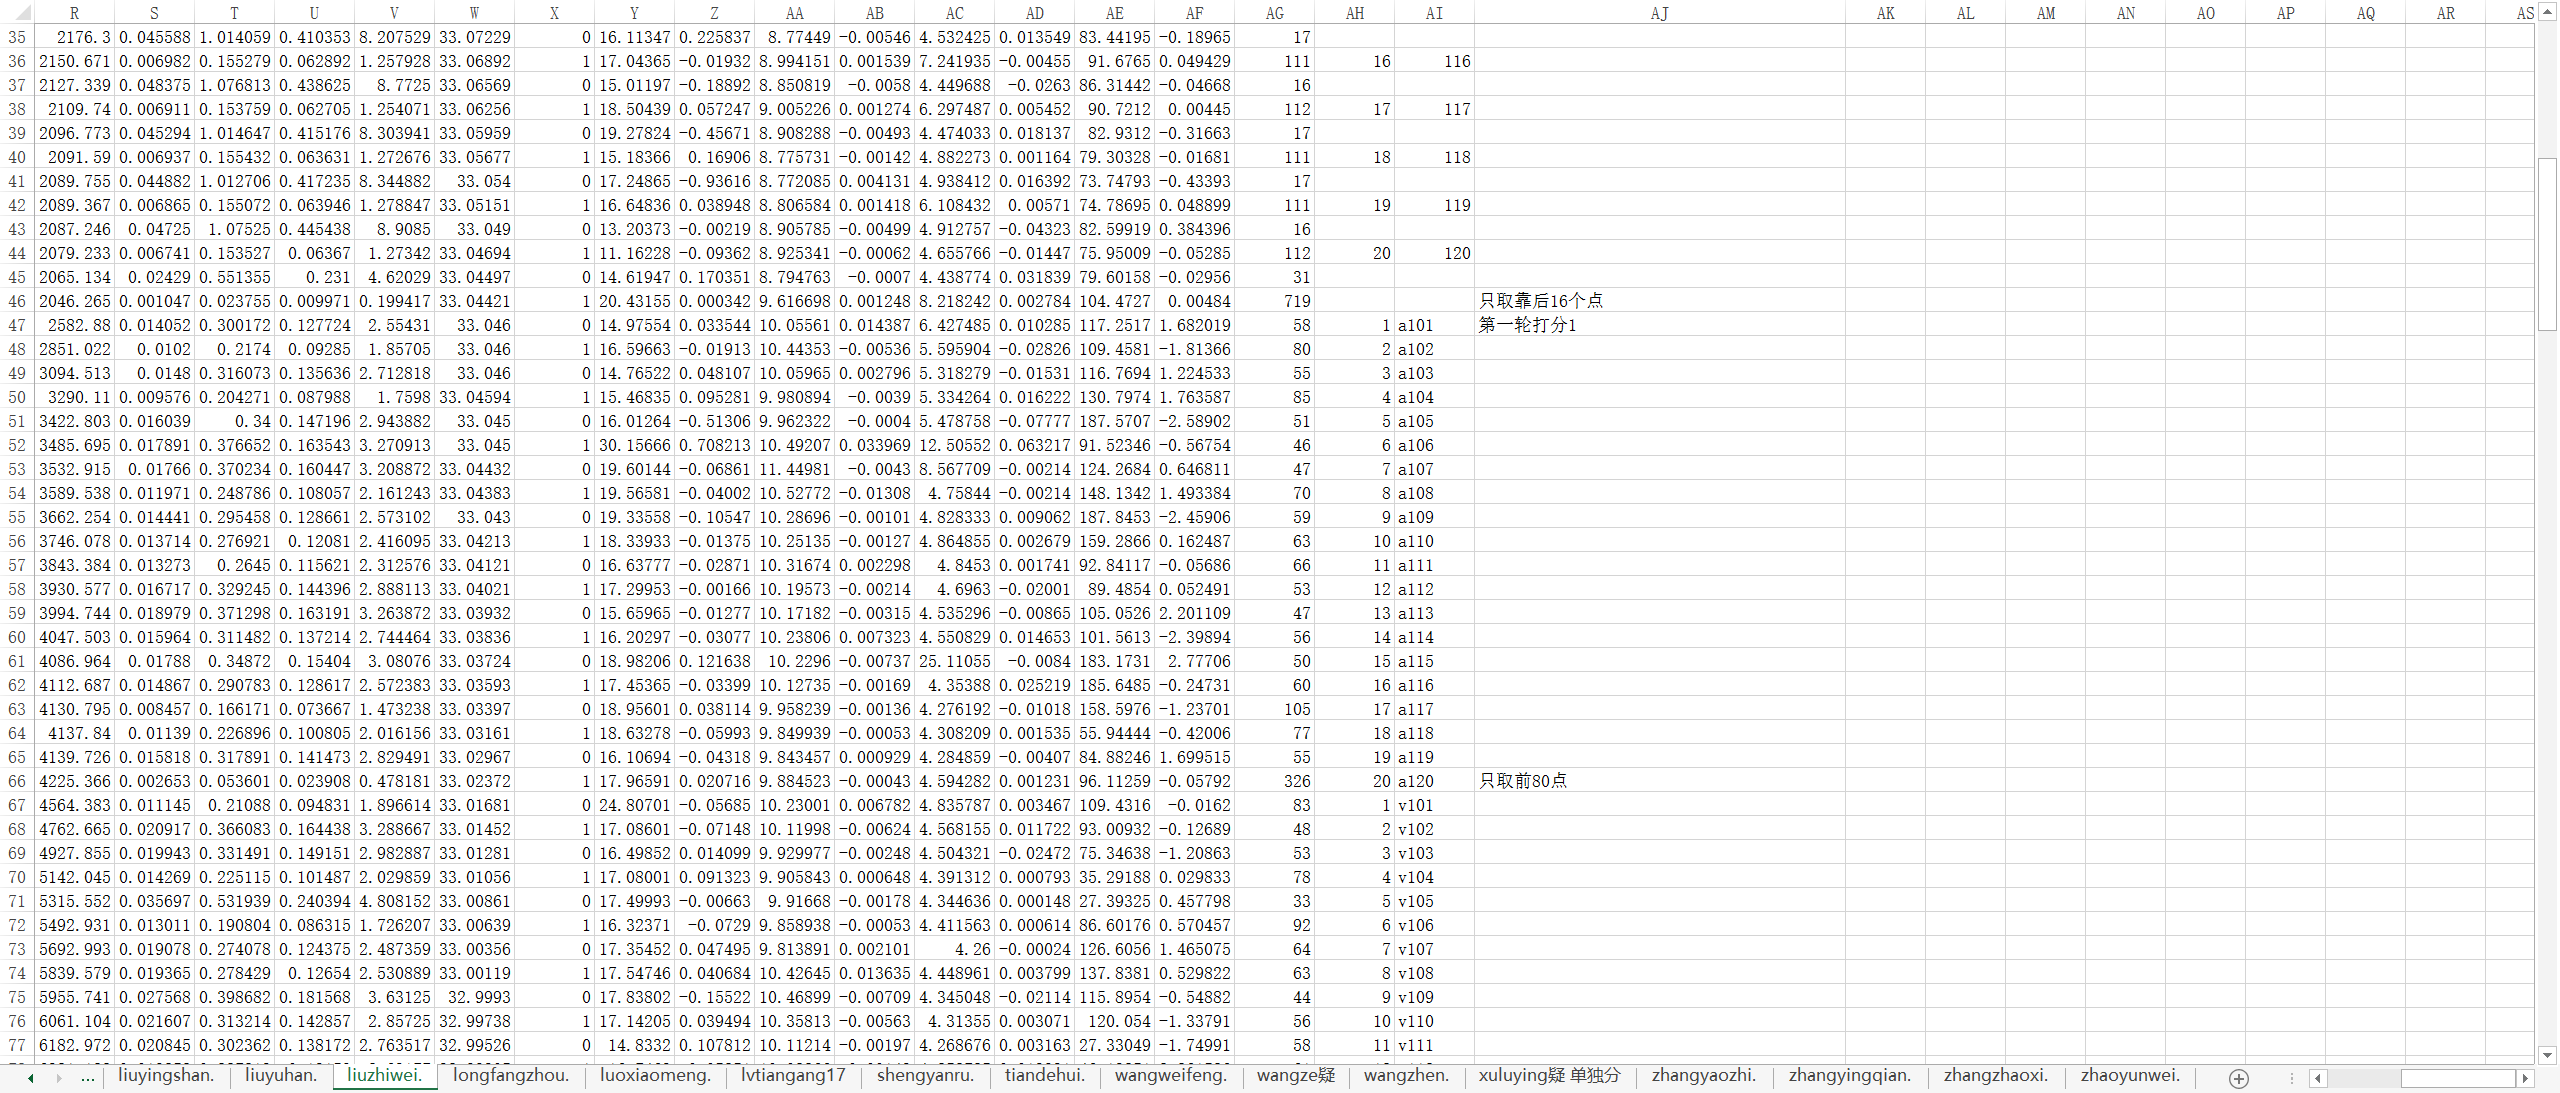 R S T U V W X Y Z AA AB AC AD AE AF AG AH AI AJ AK AL AM AN AO AP AQ AR AS
35 2176.3 0.045588 1.014059 0.410353 8.207529 33.07229 0 16.11347 0.225837 8.77449 -0.00546 4.532425 0.013549 83.44195 -0.18965 17
36 2150.671 0.006982 0.155279 0.062892 1.257928 33.06892 1 17.04365 -0.01932 8.994151 0.001539 7.241935 -0.00455 91.6765 0.049429 111 16 116
37 2127.339 0.048375 1.076813 0.438625 8.7725 33.06569 0 15.01197 -0.18892 8.850819 -0.0058 4.449688 -0.0263 86.31442 -0.04668 16
38 2109.74 0.006911 0.153759 0.062705 1.254071 33.06256 1 18.50439 0.057247 9.005226 0.001274 6.297487 0.005452 90.7212 0.00445 112 17 117
39 2096.773 0.045294 1.014647 0.415176 8.303941 33.05959 0 19.27824 -0.45671 8.908288 -0.00493 4.474033 0.018137 82.9312 -0.31663 17
40 2091.59 0.006937 0.155432 0.063631 1.272676 33.05677 1 15.18366 0.16906 8.775731 -0.00142 4.882273 0.001164 79.30328 -0.01681 111 18 118
41 2089.755 0.044882 1.012706 0.417235 8.344882 33.054 0 17.24865 -0.93616 8.772085 0.004131 4.938412 0.016392 73.74793 -0.43393 17
42 2089.367 0.006865 0.155072 0.063946 1.278847 33.05151 1 16.64836 0.038948 8.806584 0.001418 6.108432 0.00571 74.78695 0.048899 111 19 119
43 2087.246 0.04725 1.07525 0.445438 8.9085 33.049 0 13.20373 -0.00219 8.905785 -0.00499 4.912757 -0.04323 82.59919 0.384396 16
44 2079.233 0.006741 0.153527 0.06367 1.27342 33.04694 1 11.16228 -0.09362 8.925341 -0.00062 4.655766 -0.01447 75.95009 -0.05285 112 20 120
45 2065.134 0.02429 0.551355 0.231 4.62029 33.04497 0 14.61947 0.170351 8.794763 -0.0007 4.438774 0.031839 79.60158 -0.02956 31
46 2046.265 0.001047 0.023755 0.009971 0.199417 33.04421 1 20.43155 0.000342 9.616698 0.001248 8.218242 0.002784 104.4727 0.00484 719 只取靠后16个点
47 2582.88 0.014052 0.300172 0.127724 2.55431 33.046 0 14.97554 0.033544 10.05561 0.014387 6.427485 0.010285 117.2517 1.682019 58 1 a101 第一轮打分1
48 2851.022 0.0102 0.2174 0.09285 1.85705 33.046 1 16.59663 -0.01913 10.44353 -0.00536 5.595904 -0.02826 109.4581 -1.81366 80 2 a102
49 3094.513 0.0148 0.316073 0.135636 2.712818 33.046 0 14.76522 0.048107 10.05965 0.002796 5.318279 -0.01531 116.7694 1.224533 55 3 a103
50 3290.11 0.009576 0.204271 0.087988 1.7598 33.04594 1 15.46835 0.095281 9.980894 -0.0039 5.334264 0.016222 130.7974 1.763587 85 4 a104
51 3422.803 0.016039 0.34 0.147196 2.943882 33.045 0 16.01264 -0.51306 9.962322 -0.0004 5.478758 -0.07777 187.5707 -2.58902 51 5 a105
52 3485.695 0.017891 0.376652 0.163543 3.270913 33.045 1 30.15666 0.708213 10.49207 0.033969 12.50552 0.063217 91.52346 -0.56754 46 6 a106
53 3532.915 0.01766 0.370234 0.160447 3.208872 33.04432 0 19.60144 -0.06861 11.44981 -0.0043 8.567709 -0.00214 124.2684 0.646811 47 7 a107
54 3589.538 0.011971 0.248786 0.108057 2.161243 33.04383 1 19.56581 -0.04002 10.52772 -0.01308 4.75844 -0.00214 148.1342 1.493384 70 8 a108
55 3662.254 0.014441 0.295458 0.128661 2.573102 33.043 0 19.33558 -0.10547 10.28696 -0.00101 4.828333 0.009062 187.8453 -2.45906 59 9 a109
56 3746.078 0.013714 0.276921 0.12081 2.416095 33.04213 1 18.33933 -0.01375 10.25135 -0.00127 4.864855 0.002679 159.2866 0.162487 63 10 a110
57 3843.384 0.013273 0.2645 0.115621 2.312576 33.04121 0 16.63777 -0.02871 10.31674 0.002298 4.8453 0.001741 92.84117 -0.05686 66 11 a111
58 3930.577 0.016717 0.329245 0.144396 2.888113 33.04021 1 17.29953 -0.00166 10.19573 -0.00214 4.6963 -0.02001 89.4854 0.052491 53 12 a112
59 3994.744 0.018979 0.371298 0.163191 3.263872 33.03932 0 15.65965 -0.01277 10.17182 -0.00315 4.535296 -0.00865 105.0526 2.201109 47 13 a113
60 4047.503 0.015964 0.311482 0.137214 2.744464 33.03836 1 16.20297 -0.03077 10.23806 0.007323 4.550829 0.014653 101.5613 -2.39894 56 14 a114
61 4086.964 0.01788 0.34872 0.15404 3.08076 33.03724 0 18.98206 0.121638 10.2296 -0.00737 25.11055 -0.0084 183.1731 2.77706 50 15 a115
62 4112.687 0.014867 0.290783 0.128617 2.572383 33.03593 1 17.45365 -0.03399 10.12735 -0.00169 4.35388 0.025219 185.6485 -0.24731 60 16 a116
63 4130.795 0.008457 0.166171 0.073667 1.473238 33.03397 0 18.95601 0.038114 9.958239 -0.00136 4.276192 -0.01018 158.5976 -1.23701 105 17 a117
64 4137.84 0.01139 0.226896 0.100805 2.016156 33.03161 1 18.63278 -0.05993 9.849939 -0.00053 4.308209 0.001535 55.94444 -0.42006 77 18 a118
65 4139.726 0.015818 0.317891 0.141473 2.829491 33.02967 0 16.10694 -0.04318 9.843457 0.000929 4.284859 -0.00407 84.88246 1.699515 55 19 a119
66 4225.366 0.002653 0.053601 0.023908 0.478181 33.02372 1 17.96591 0.020716 9.884523 -0.00043 4.594282 0.001231 96.11259 -0.05792 326 20 a120 只取前80点
67 4564.383 0.011145 0.21088 0.094831 1.896614 33.01681 0 24.80701 -0.05685 10.23001 0.006782 4.835787 0.003467 109.4316 -0.0162 83 1 v101
68 4762.665 0.020917 0.366083 0.164438 3.288667 33.01452 1 17.08601 -0.07148 10.11998 -0.00624 4.568155 0.011722 93.00932 -0.12689 48 2 v102
69 4927.855 0.019943 0.331491 0.149151 2.982887 33.01281 0 16.49852 0.014099 9.929977 -0.00248 4.504321 -0.02472 75.34638 -1.20863 53 3 v103
70 5142.045 0.014269 0.225115 0.101487 2.029859 33.01056 1 17.08001 0.091323 9.905843 0.000648 4.391312 0.000793 35.29188 0.029833 78 4 v104
71 5315.552 0.035697 0.531939 0.240394 4.808152 33.00861 0 17.49993 -0.00663 9.91668 -0.00178 4.344636 0.000148 27.39325 0.457798 33 5 v105
72 5492.931 0.013011 0.190804 0.086315 1.726207 33.00639 1 16.32371 -0.0729 9.858938 -0.00053 4.411563 0.000614 86.60176 0.570457 92 6 v106
73 5692.993 0.019078 0.274078 0.124375 2.487359 33.00356 0 17.35452 0.047495 9.813891 0.002101 4.26 -0.00024 126.6056 1.465075 64 7 v107
74 5839.579 0.019365 0.278429 0.12654 2.530889 33.00119 1 17.54746 0.040684 10.42645 0.013635 4.448961 0.003799 137.8381 0.529822 63 8 v108
75 5955.741 0.027568 0.398682 0.181568 3.63125 32.9993 0 17.83802 -0.15522 10.46899 -0.00709 4.345048 -0.02114 115.8954 -0.54882 44 9 v109
76 6061.104 0.021607 0.313214 0.142857 2.85725 32.99738 1 17.14205 0.039494 10.35813 -0.00563 4.31355 0.003071 120.054 -1.33791 56 10 v110
77 6182.972 0.020845 0.302362 0.138172 2.763517 32.99526 0 14.8332 0.107812 10.11214 -0.00197 4.268676 0.003163 27.33049 -1.74991 58 11 v111
... liuyingshan. liuyuhan. liuzhiwei. longfangzhou. luoxiaomeng. lvtiangang17 shengyanru. tiandehui. wangweifeng. wangze疑 wangzhen. xuluying疑 单独分 zhangyaozhi. zhangyingqian. zhangzhaoxi. zhaoyunwei.